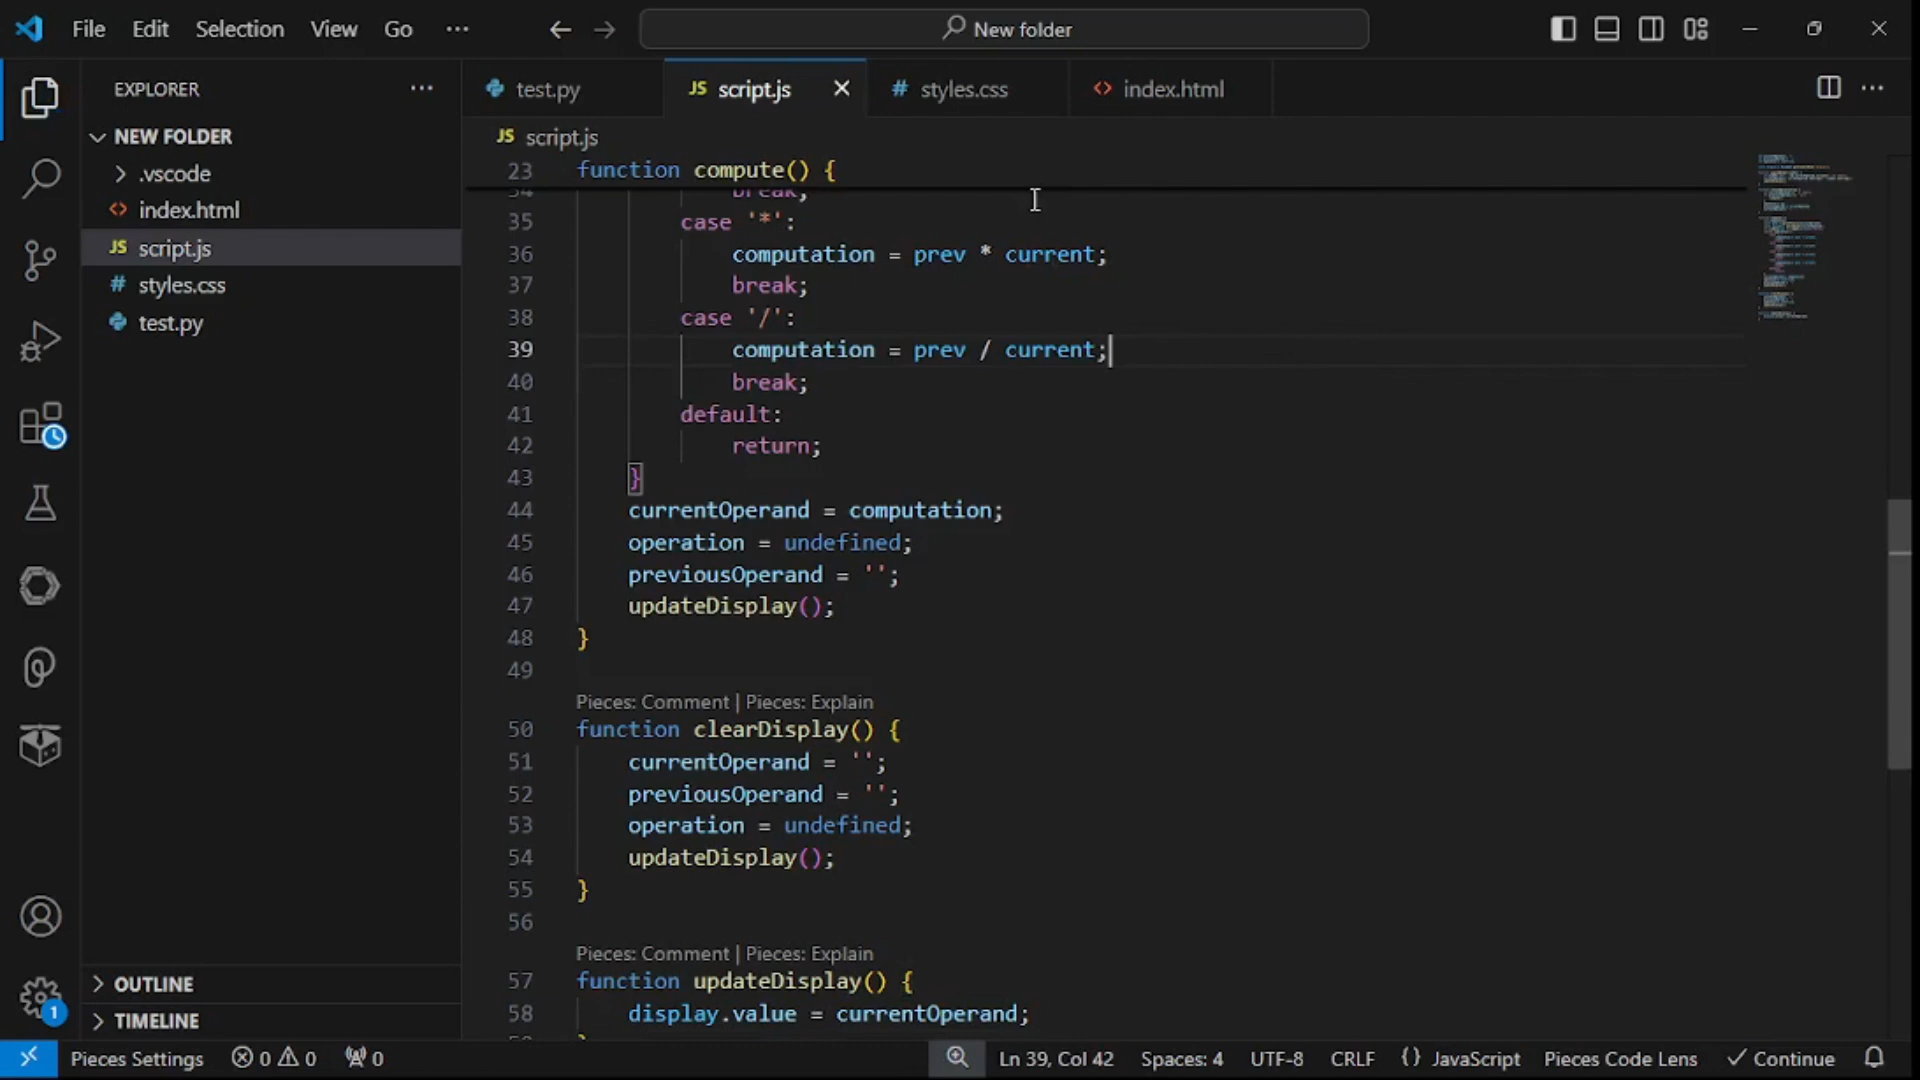 File Edit Selection View Go ··· New folder
EXPLORER ···
test.py
JS script.js
# styles.css
<> index.html
NEW FOLDER
.vscode
<> index.html
JS script.js
# styles.css
test.py
JS script.js
23 function compute() {
34 break;
35 case '*':
36 computation = prev * current;
37 break;
38 case '/':
39 computation = prev / current;
40 break;
41 default:
42 return;
43 }
44 currentOperand = computation;
45 operation = undefined;
46 previousOperand = '';
47 updateDisplay();
48 }
49
Pieces: Comment | Pieces: Explain
50 function clearDisplay() {
51 currentOperand = '';
52 previousOperand = '';
53 operation = undefined;
54 updateDisplay();
55 }
56
Pieces: Comment | Pieces: Explain
57 function updateDisplay() {
58 display.value = currentOperand;
OUTLINE
TIMELINE
1
Pieces Settings 0 0 0 Ln 39, Col 42 Spaces: 4 UTF-8 CRLF {} JavaScript Pieces Code Lens Continue